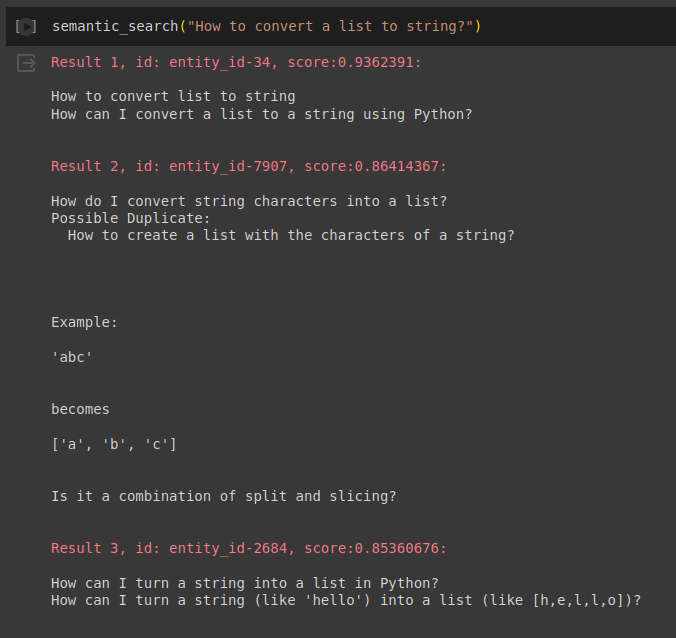 [ ] semantic_search("How to convert a list to string?")
Result 1, id: entity_id-34, score:0.9362391:
How to convert list to string
How can I convert a list to a string using Python?
Result 2, id: entity_id-7907, score:0.86414367:
How do I convert string characters into a list?
Possible Duplicate:
How to create a list with the characters of a string?
Example:
'abc'
becomes
['a', 'b', 'c']
Is it a combination of split and slicing?
Result 3, id: entity_id-2684, score:0.85360676:
How can I turn a string into a list in Python?
How can I turn a string (like 'hello') into a list (like [h,e,l,l,o])?